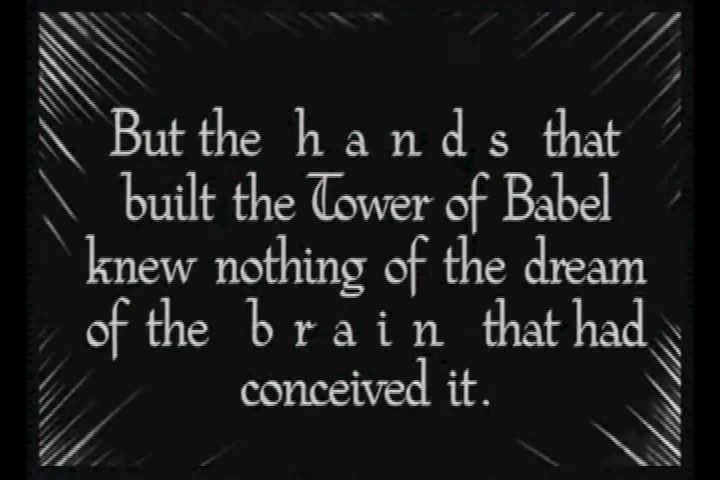 But the h a n d s that
built the Tower of Babel
knew nothing of the dream
of the b r a i n that had
conceived it.